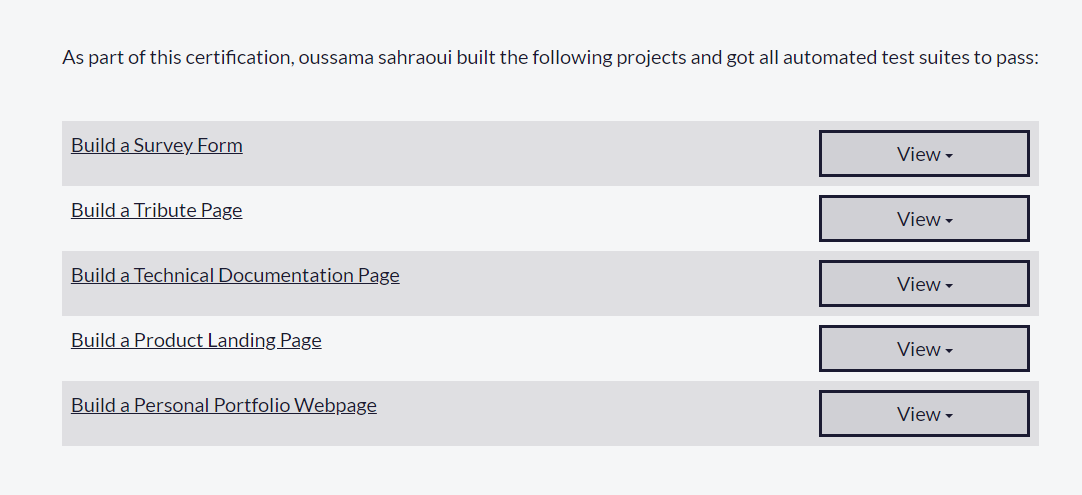 As part of this certification, oussama sahraoui built the following projects and got all automated test suites to pass:
Build a Survey Form
View
Build a Tribute Page
View
Build a Technical Documentation Page
View
Build a Product Landing Page
View
Build a Personal Portfolio Webpage
View